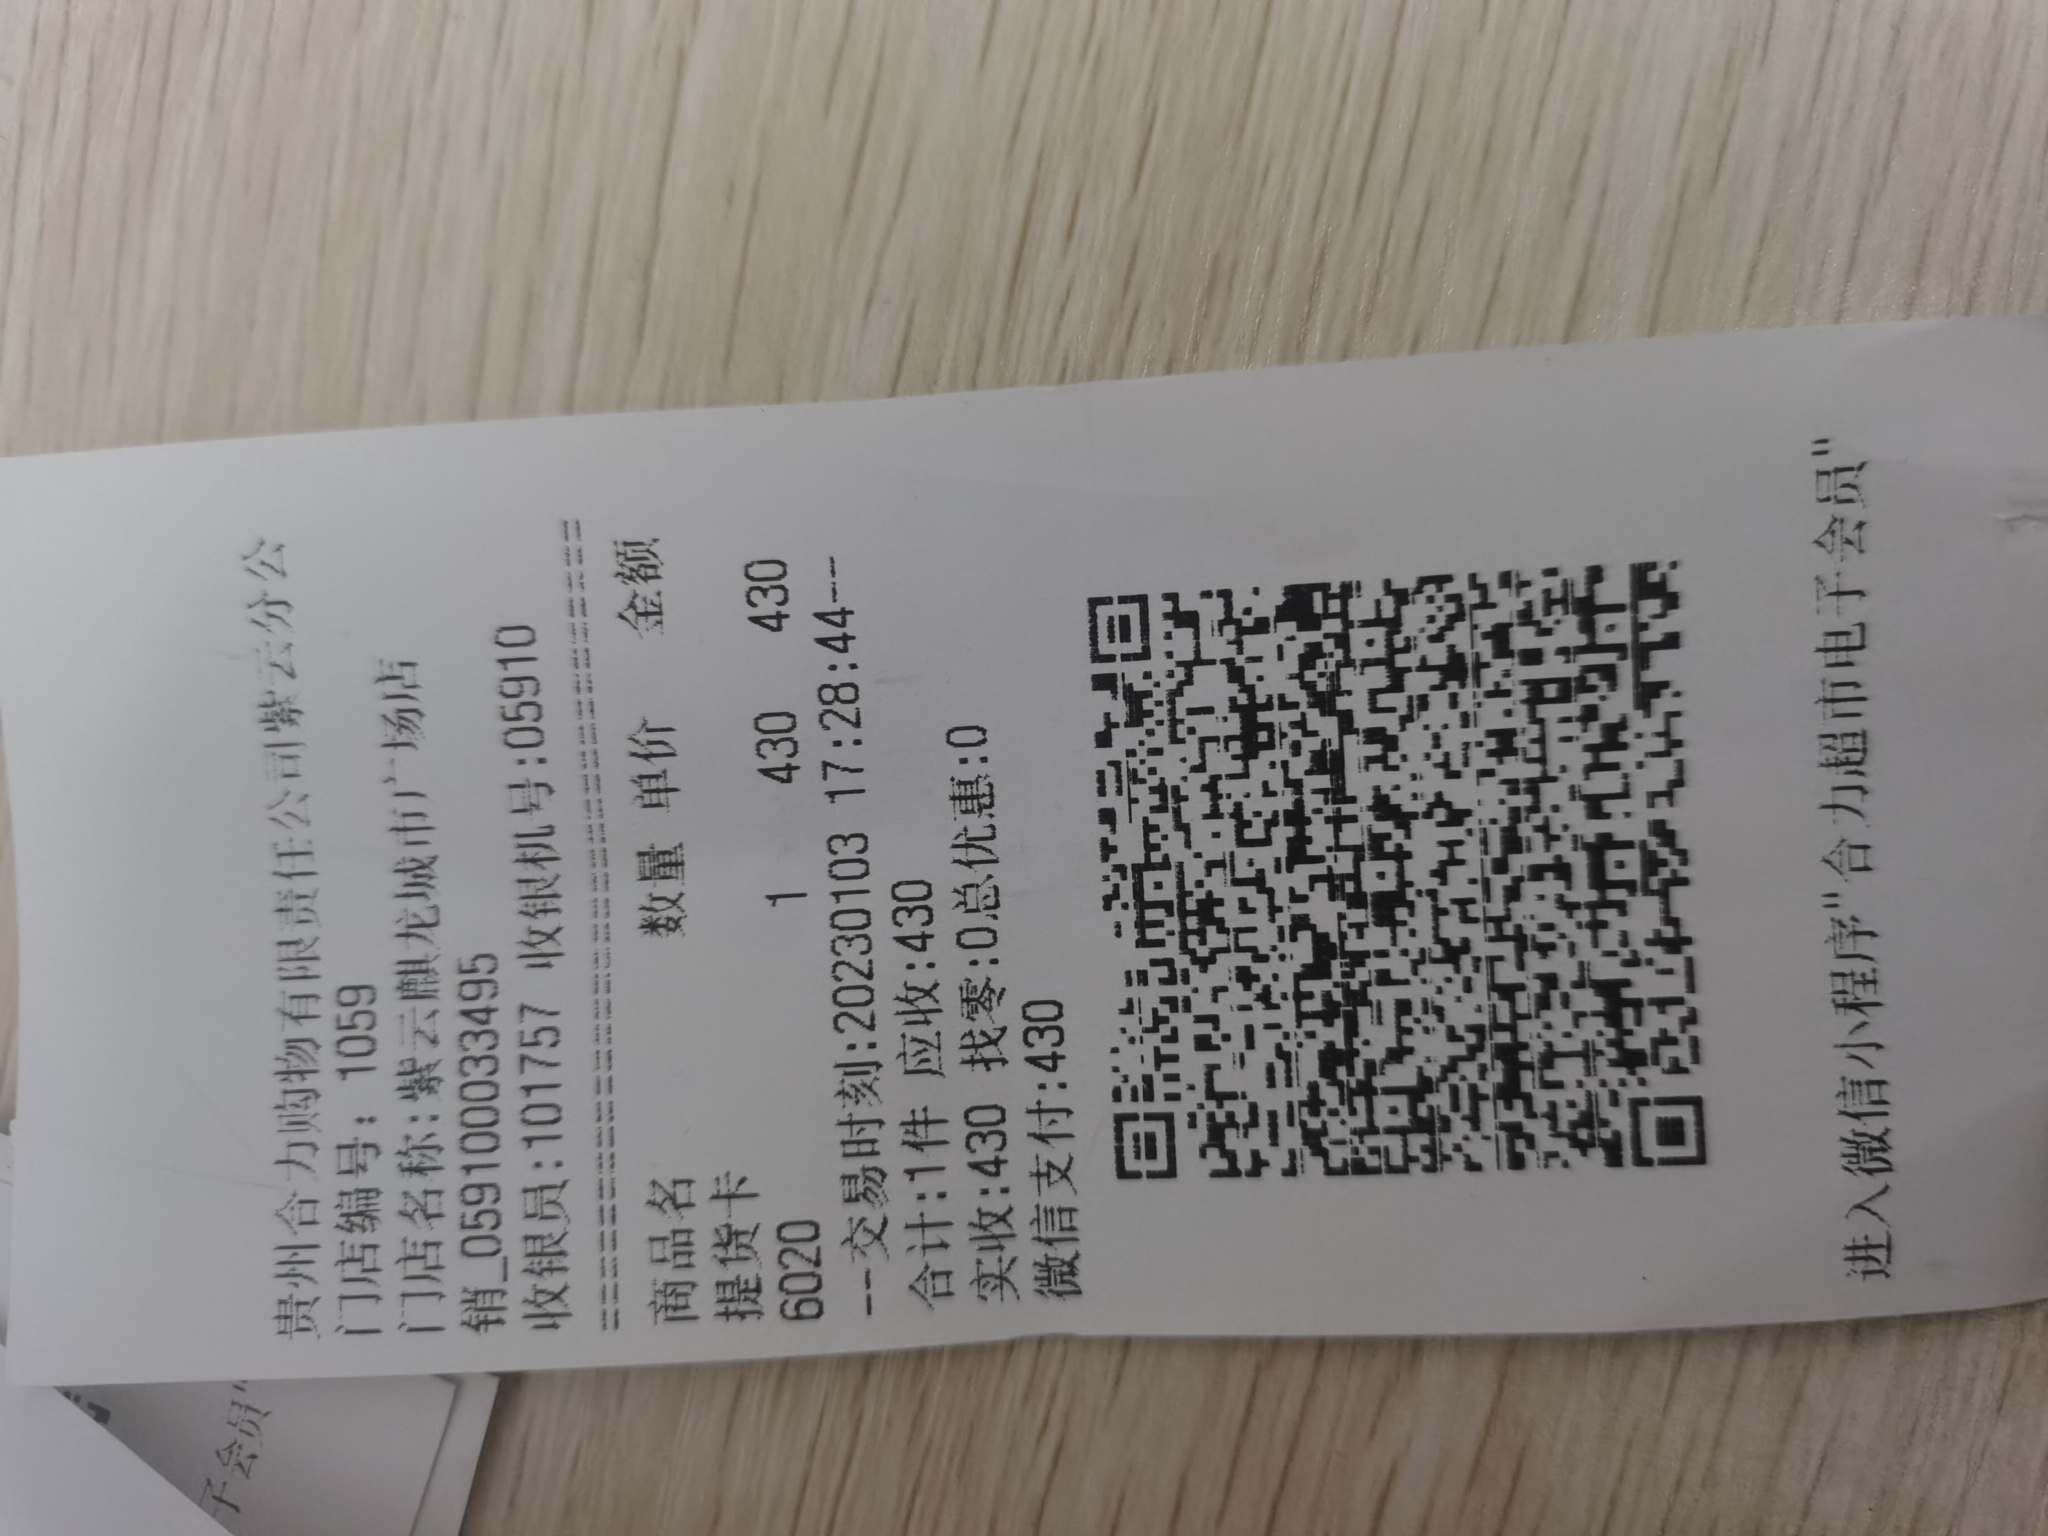 贵州合力购物有限责任公司紫云分公
门店编号: 1059
门店名称:紫云麒龙城市广场店
销_0591000033495
收银员:101757 收银机号:05910
商品名 数量 单价 金额
提货卡
6020 1 430 430
--交易时刻:20230103 17:28:44--
合计:1件 应收:430
实收:430 找零:0总优惠:0
微信支付:430
进入微信小程序"合力超市电子会员"
子会员"